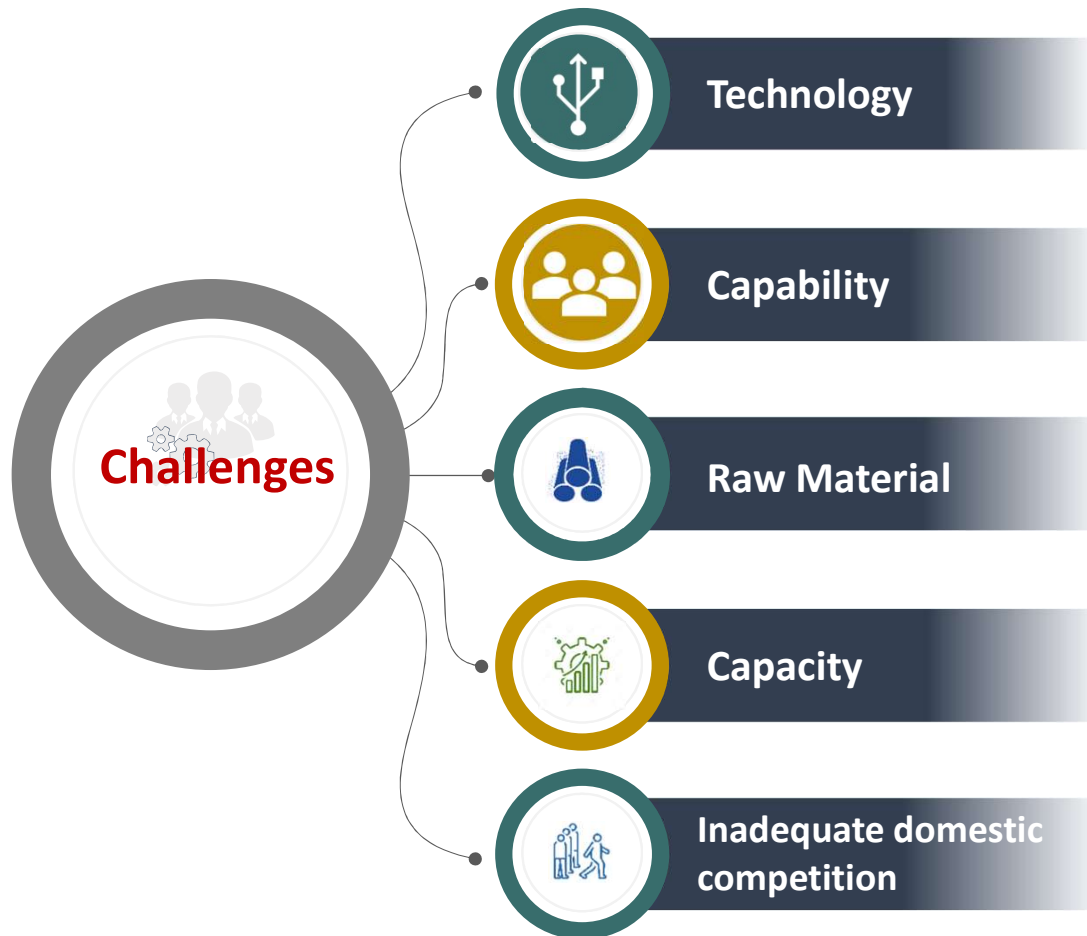 Technology
Capability
Challenges
Raw Material
Capacity
Inadequate domestic
competition